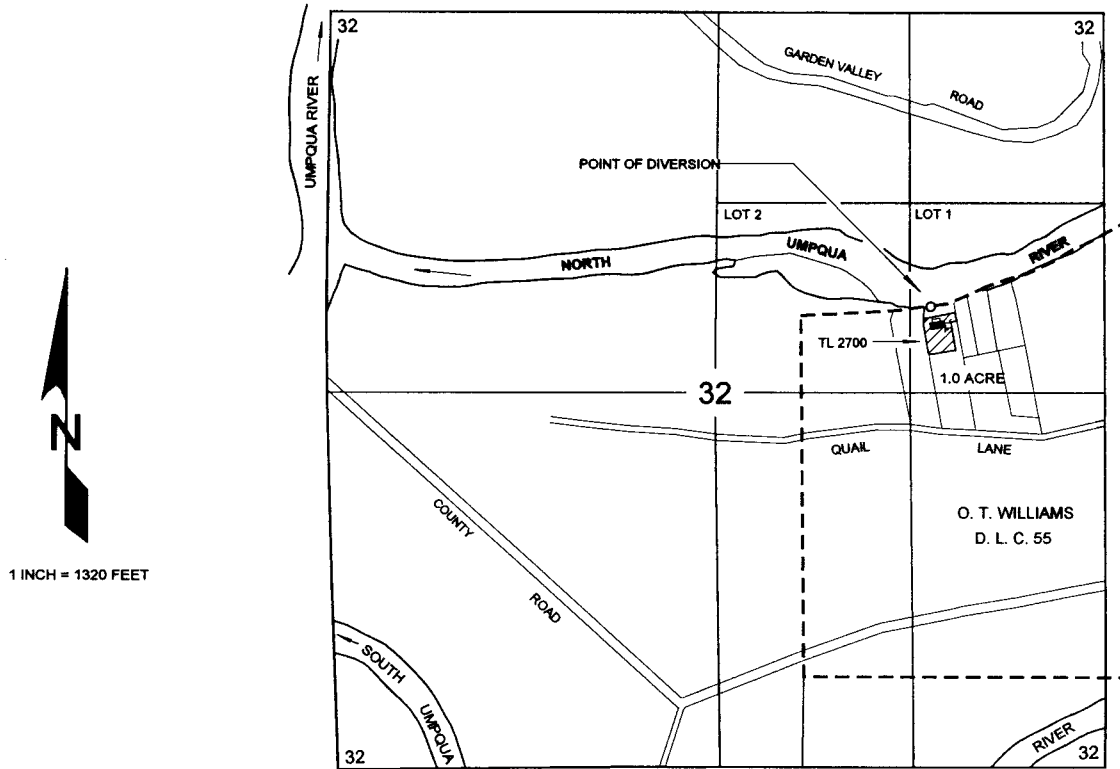 32
32
GARDEN VALLEY
ROAD
UMPQUA RIVER
POINT OF DIVERSION
LOT 2
LOT 1
UMPQUA
RIVER
NORTH
TL 2700
1.0 ACRE
32
N
QUAIL
LANE
COUNTY
O. T. WILLIAMS
D. L. C. 55
1 INCH = 1320 FEET
ROAD
SOUTH
UMPQUA
RIVER
32
32